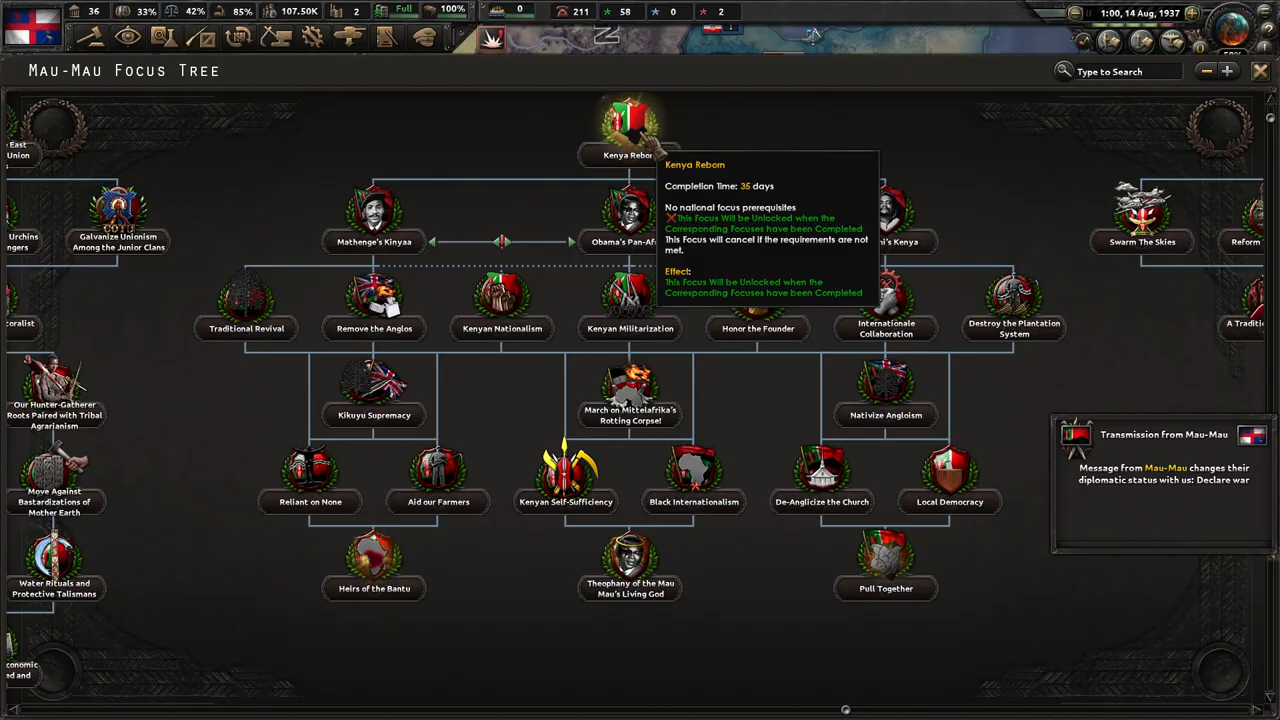 36
33%
42%
85%
107.50K
2
Full
100%
0
211
58
0
2
1:00, 14 Aug, 1937
Mau-Mau Focus Tree
Type to Search
East
Union
Kenya Reborn
Kenya Reborn
Completion Time: 35 days
No national focus prerequisites
This Focus Will be Unlocked when the
Corresponding Focuses have been Completed
This Focus will cancel if the requirements are not
met.
Effect:
This Focus Will be Unlocked when the
Corresponding Focuses have been Completed
Urchins
ngers
Galvanize Unionism
Among the Junior Clans
Mathenge's Kinyaa
Obama's Pan-Afri
i's Kenya
Swarm The Skies
Reform
toralist
Traditional Revival
Remove the Anglos
Kenyan Nationalism
Kenyan Militarization
Honor the Founder
Internationale
Collaboration
Destroy the Plantation
System
A Tradition
Our Hunter-Gatherer
Roots Paired with Tribal
Agrarianism
Kikuyu Supremacy
March on Mittelafrika's
Rotting Corpse!
Nativize Angloism
Transmission from Mau-Mau
Message from Mau-Mau changes their
diplomatic status with us: Declare war
Move Against
Bastardizations of
Mother Earth
Reliant on None
Aid our Farmers
Kenyan Self-Sufficiency
Black Internationalism
De-Anglicize the Church
Local Democracy
Water Rituals and
Protective Talismans
Heirs of the Bantu
Theophany of the Mau
Mau's Living God
Pull Together
conomic
ed and